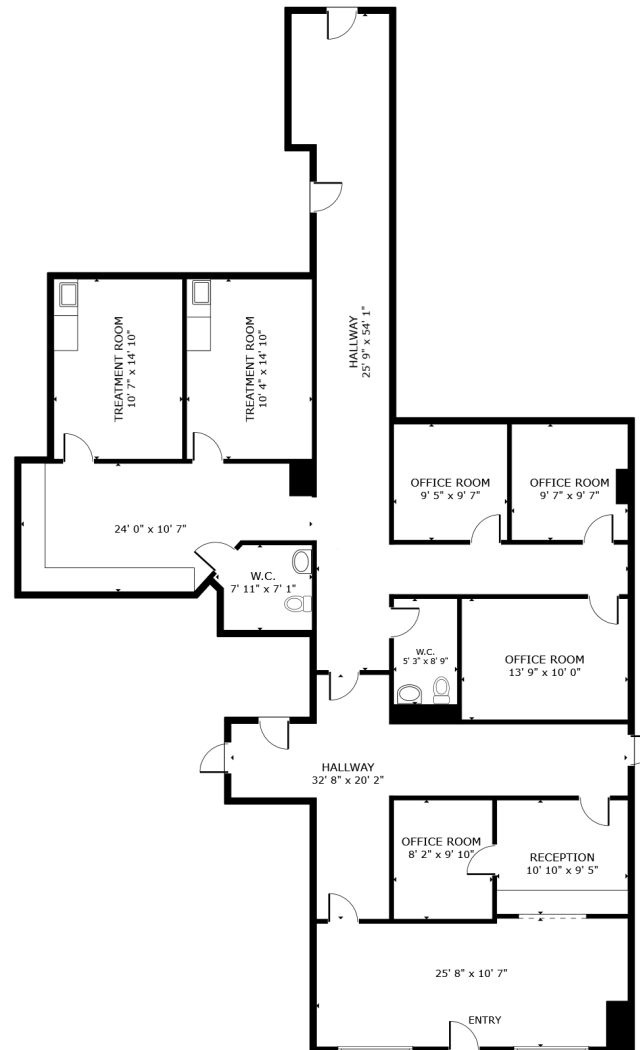 HALLWAY
25' 9" x 54' 1"
TREATMENT ROOM
10' 7" x 14' 10"
TREATMENT ROOM
10' 4" x 14' 10"
OFFICE ROOM
9' 5" x 9' 7"
OFFICE ROOM
9' 7" x 9' 7"
24' 0" x 10' 7"
W.C.
7' 11" x 7' 1"
W.C.
5' 3" x 8' 9"
OFFICE ROOM
13' 9" x 10' 0"
HALLWAY
32' 8" x 20' 2"
OFFICE ROOM
8' 2" x 9' 10"
RECEPTION
10' 10" x 9' 5"
25' 8" x 10' 7"
ENTRY